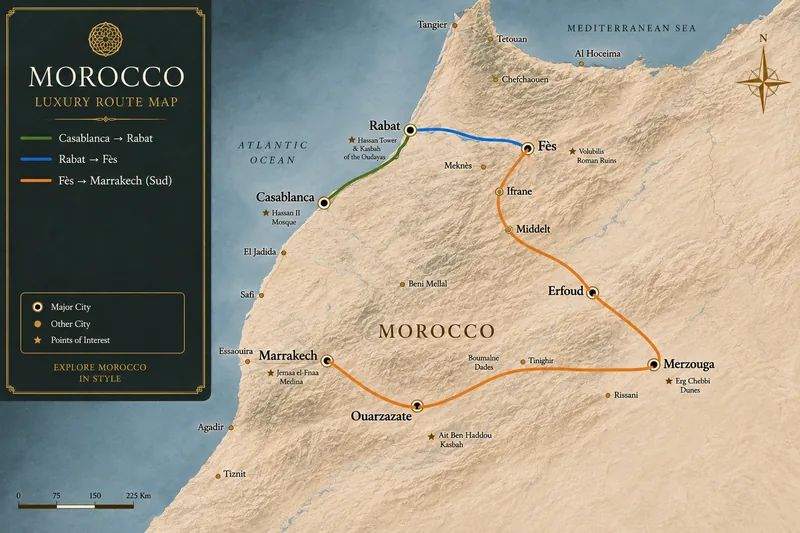 MOROCCO
LUXURY ROUTE MAP
Casablanca → Rabat
Rabat → Fès
Fès → Marrakech (Sud)
Major City
Other City
Points of Interest
EXPLORE MOROCCO
IN STYLE
MEDITERRANEAN SEA
N
Tangier
Tetouan
Al Hoceima
Chefchaouen
ATLANTIC
OCEAN
Rabat
Hassan Tower
& Kasbah
of the Oudayas
Fès
Volubilis
Roman Ruins
Meknès
Ifrane
Casablanca
Hassan II
Mosque
Middelt
El Jadida
Beni Mellal
Erfoud
Safi
MOROCCO
Essaouira
Marrakech
Jemaa el-Fnaa
Medina
Boumalne
Dades
Tinghir
Merzouga
Erg Chebbi
Dunes
Rissani
Ouarzazate
Ait Ben Haddou
Kasbah
Agadir
Tiznit
0 75 150 225 Km